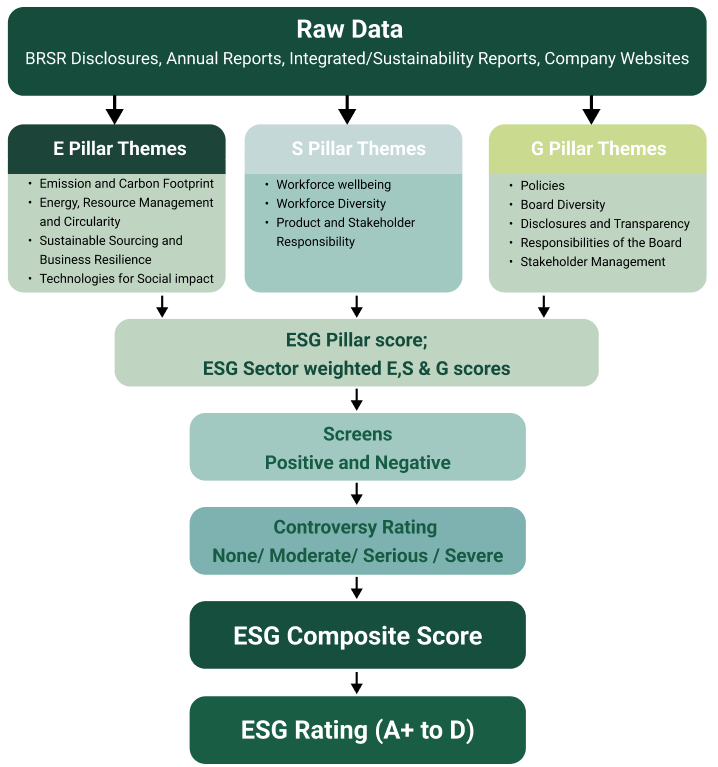 Raw Data
BRSR Disclosures, Annual Reports, Integrated/Sustainability Reports, Company Websites
E Pillar Themes
• Emission and Carbon Footprint
• Energy, Resource Management
and Circularity
• Sustainable Sourcing and
Business Resilience
• Technologies for Social impact
S Pillar Themes
• Workforce wellbeing
• Workforce Diversity
• Product and Stakeholder
Responsibility
G Pillar Themes
• Policies
• Board Diversity
• Disclosures and Transparency
• Responsibilities of the Board
• Stakeholder Management
ESG Pillar score;
ESG Sector weighted E,S & G scores
Screens
Positive and Negative
Controversy Rating
None/ Moderate/ Serious / Severe
ESG Composite Score
ESG Rating (A+ to D)